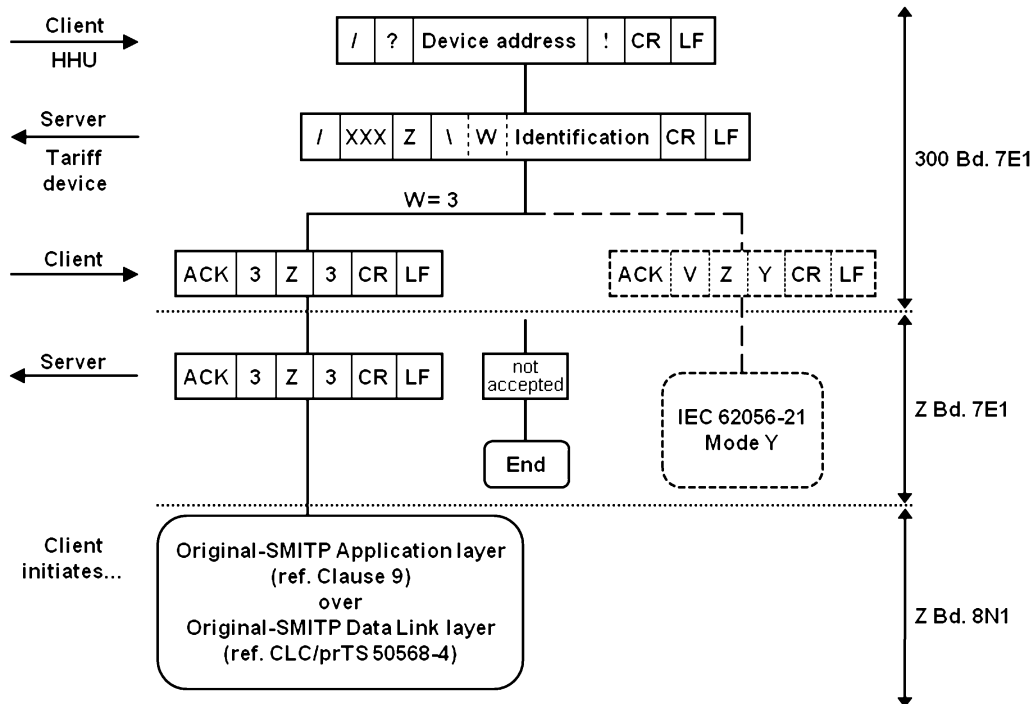 Client
HHU
/ ? Device address ! CR LF
Server
Tariff
device
/ XXX Z \ W Identification CR LF
300 Bd. 7E1
W= 3
Client
ACK 3 Z 3 CR LF
ACK V Z Y CR LF
Server
ACK 3 Z 3 CR LF
not
accepted
End
IEC 62056-21
Mode Y
Z Bd. 7E1
Client
initiates...
Original-SMITP Application layer
(ref. Clause 9)
over
Original-SMITP Data Link layer
(ref. CLC/prTS 50568-4)
Z Bd. 8N1